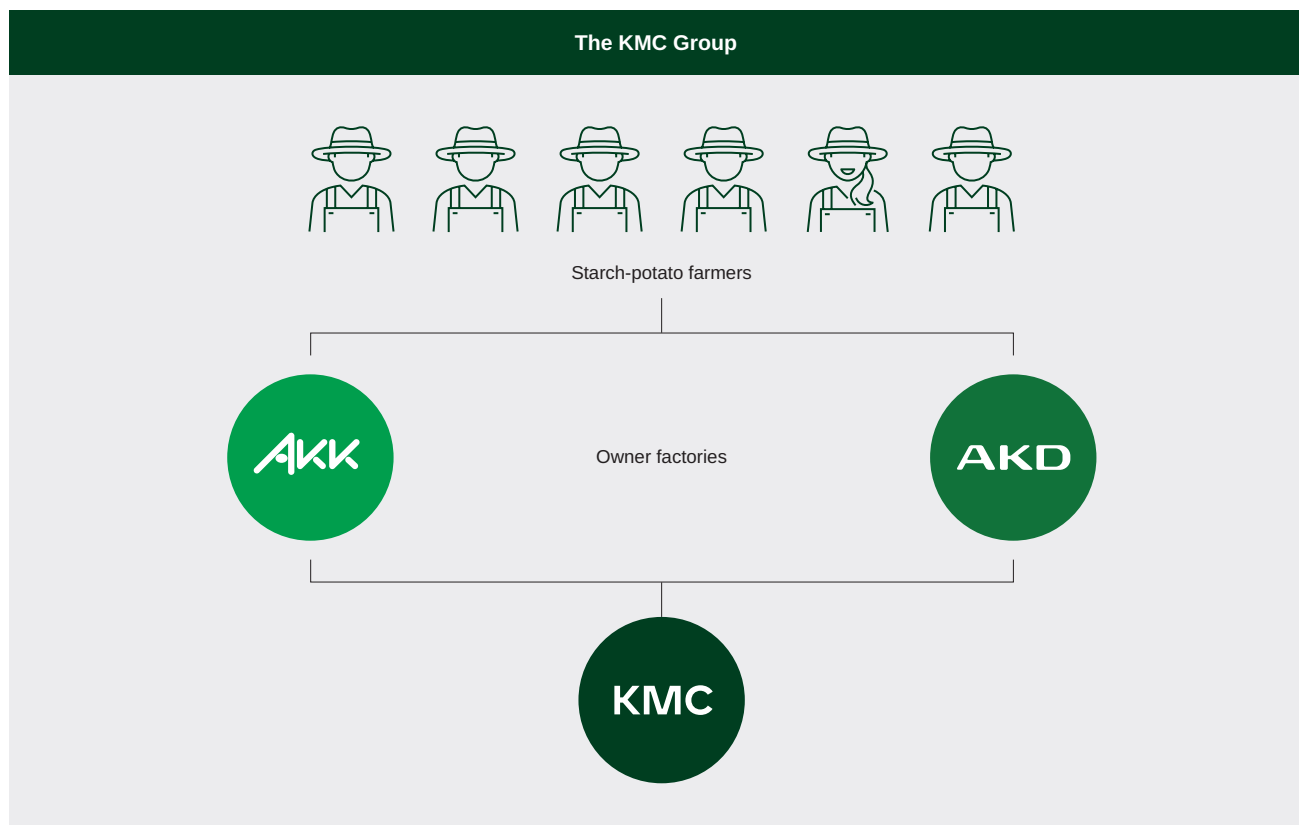 The KMC Group
Starch-potato farmers
AKK
Owner factories
AKD
KMC